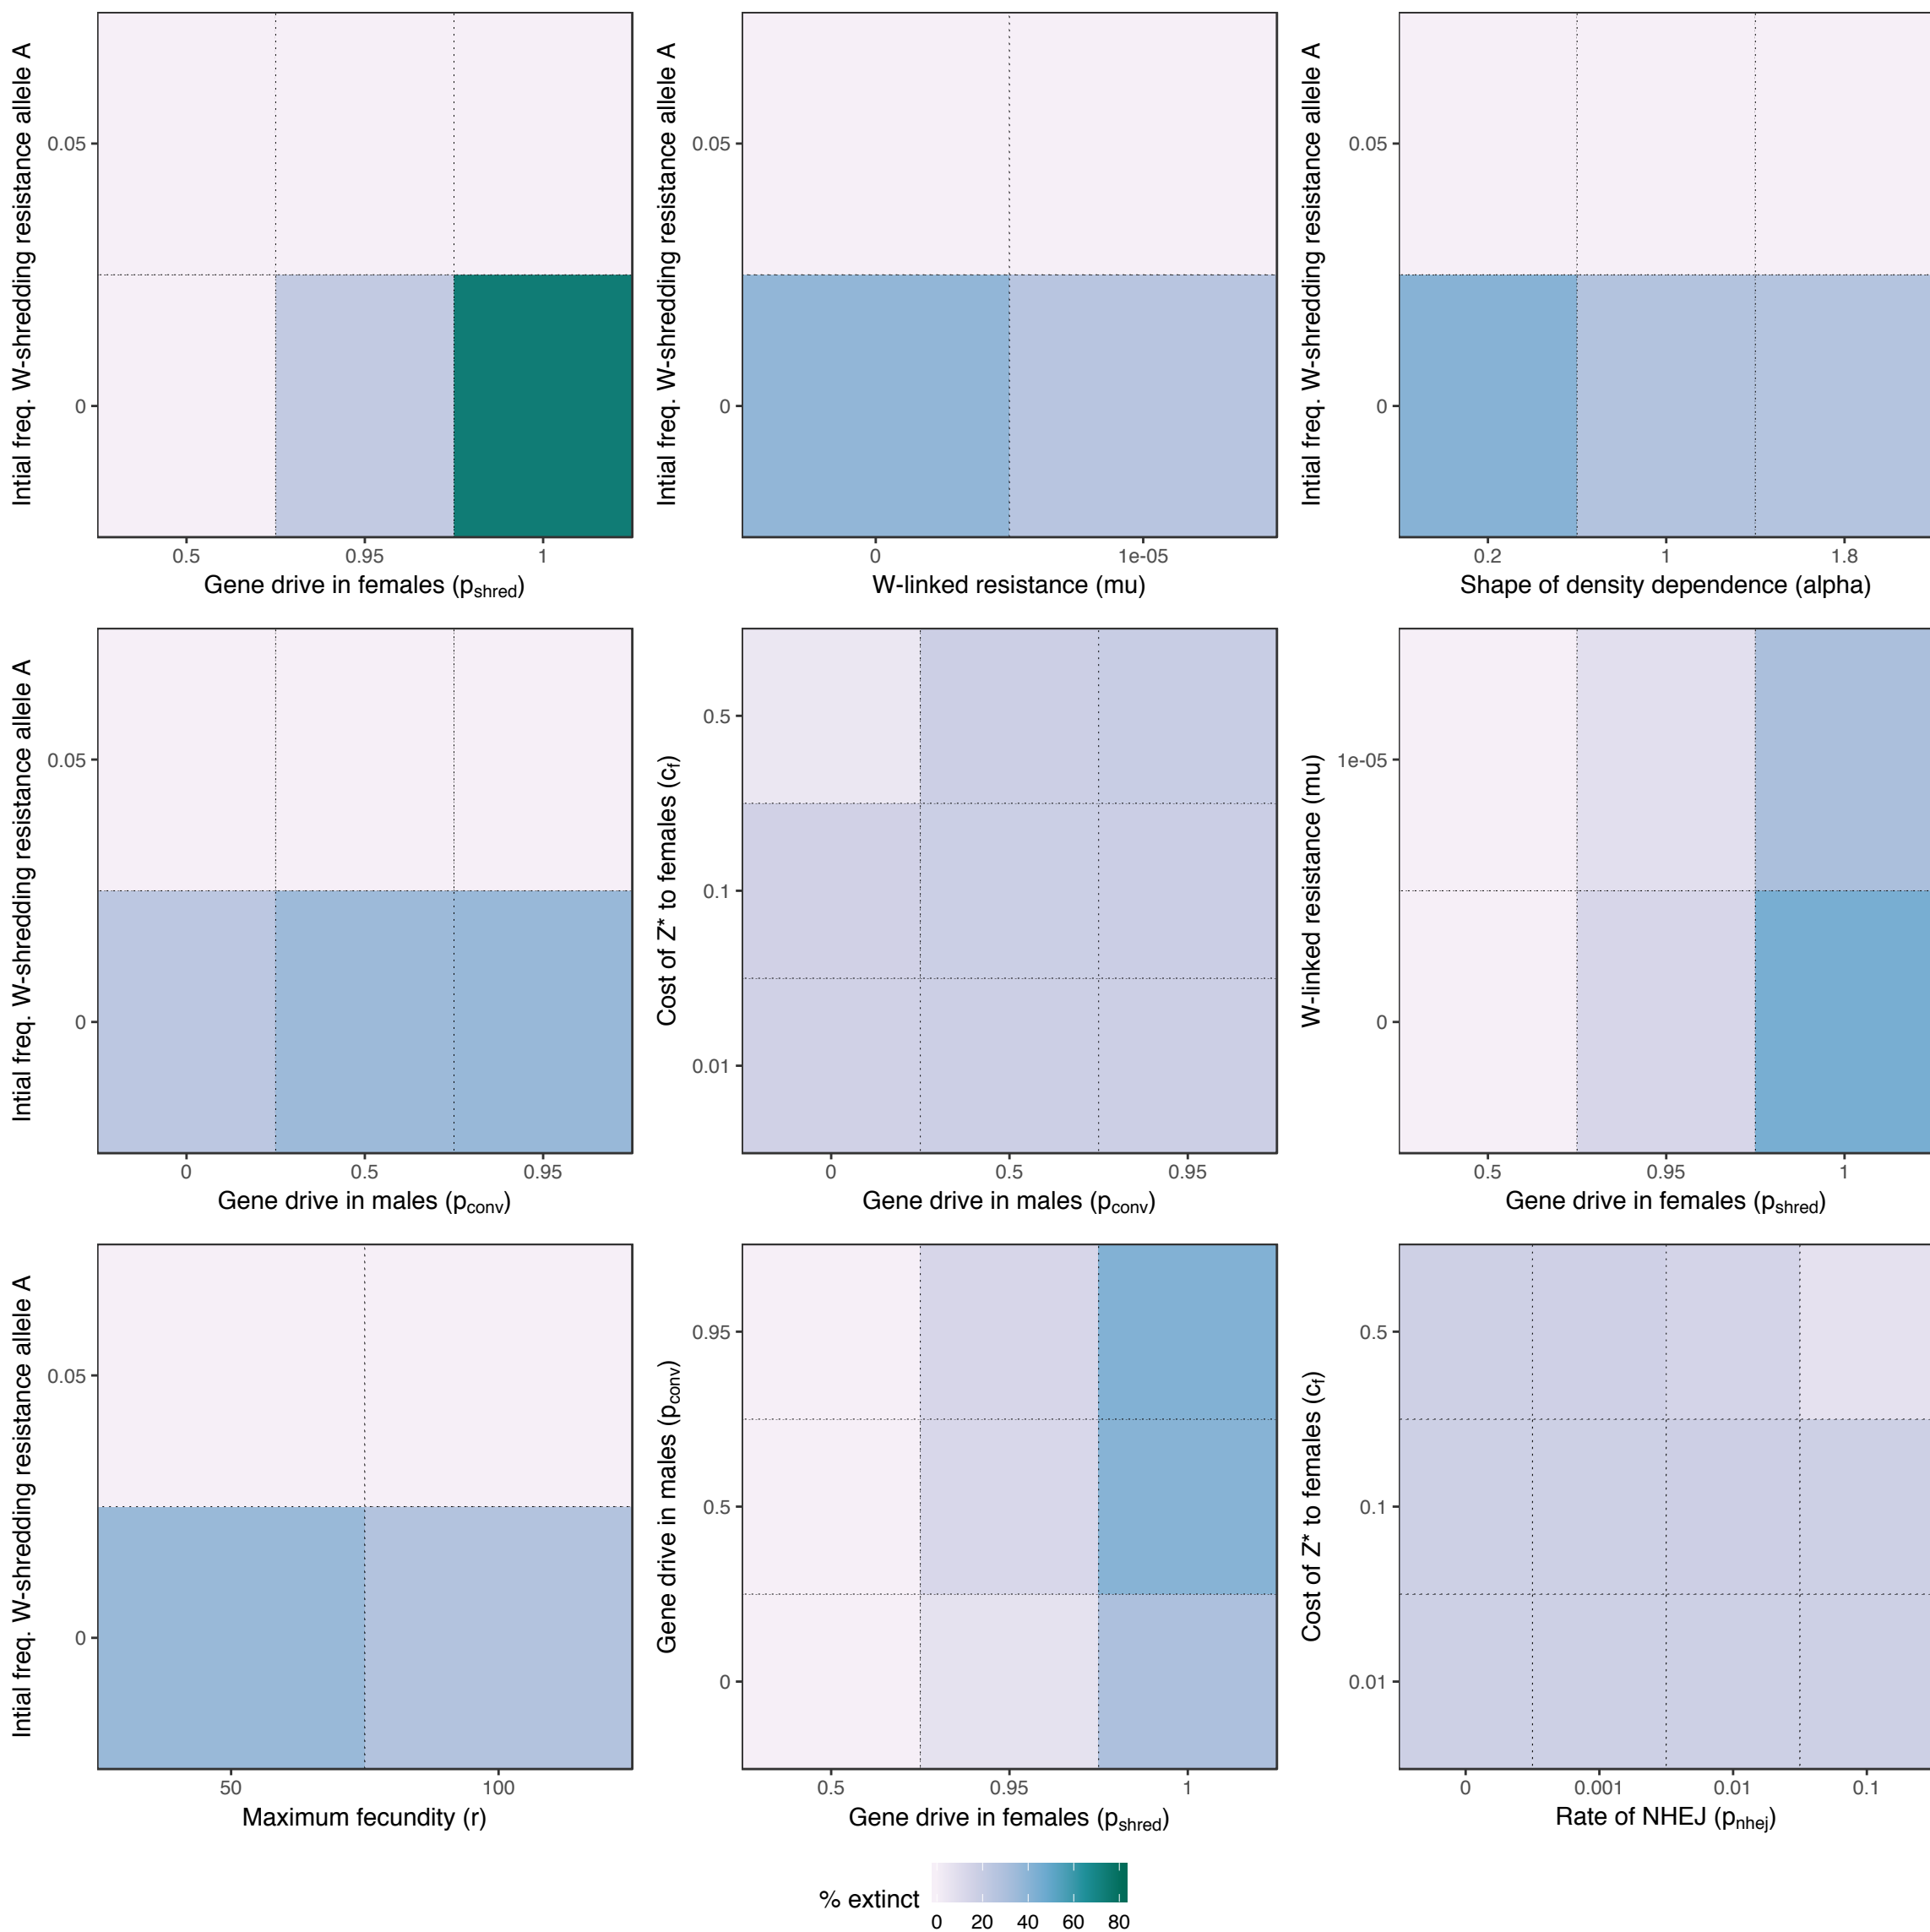 Intial freq. W-shredding resistance allele A
0.05
0
0.5 0.95 1
Gene drive in females (pshred)
Intial freq. W-shredding resistance allele A
0.05
0
0 1e-05
W-linked resistance (mu)
Intial freq. W-shredding resistance allele A
0.05
0
0.2 1 1.8
Shape of density dependence (alpha)
Intial freq. W-shredding resistance allele A
0.05
0
0 0.5 0.95
Gene drive in males (pconv)
Cost of Z* to females (cf)
0.5
0.1
0.01
0 0.5 0.95
Gene drive in males (pconv)
W-linked resistance (mu)
1e-05
0
0.5 0.95 1
Gene drive in females (pshred)
Intial freq. W-shredding resistance allele A
0.05
0
50 100
Maximum fecundity (r)
Gene drive in males (pconv)
0.95
0.5
0
0.5 0.95 1
Gene drive in females (pshred)
Cost of Z* to females (cf)
0.5
0.1
0.01
0 0.001 0.01 0.1
Rate of NHEJ (pnhej)
% extinct
0 20 40 60 80